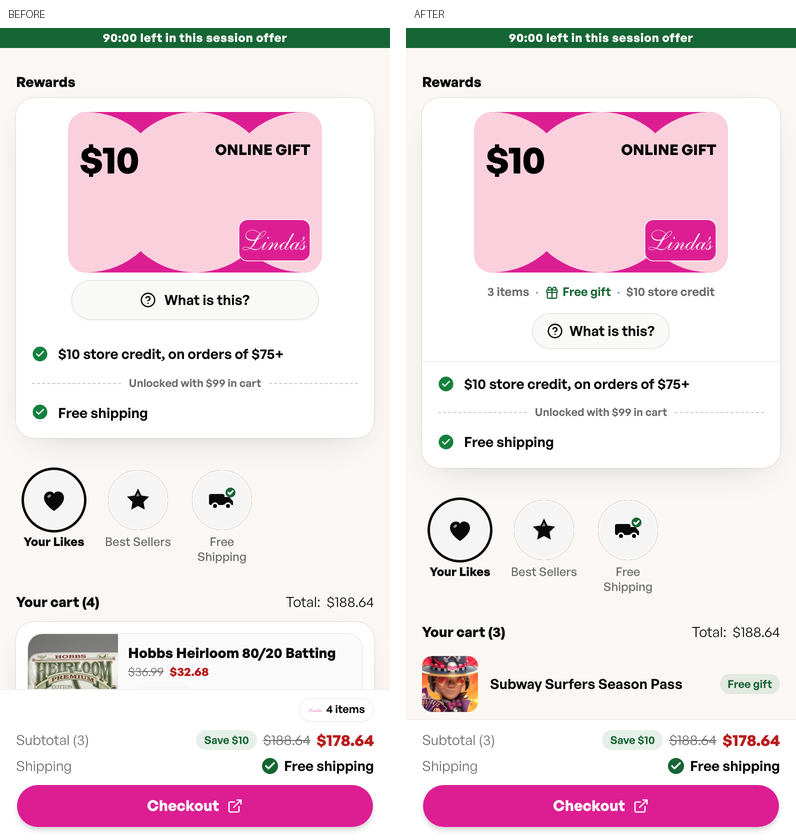 BEFORE
90:00 left in this session offer
Rewards
$10
ONLINE GIFT
Linda's
What is this?
$10 store credit, on orders of $75+
Unlocked with $99 in cart
Free shipping
Your Likes
Best Sellers
Free
Shipping
Your cart (4)
Total: $188.64
HOBBS
HEIRLOOM
PREMIUM
Hobbs Heirloom 80/20 Batting
$36.99 $32.68
4 items
Subtotal (3)
Save $10 $188.64 $178.64
Shipping
Free shipping
Checkout
AFTER
90:00 left in this session offer
Rewards
$10
ONLINE GIFT
Linda's
3 items · Free gift · $10 store credit
What is this?
$10 store credit, on orders of $75+
Unlocked with $99 in cart
Free shipping
Your Likes
Best Sellers
Free
Shipping
Your cart (3)
Total: $188.64
Subway Surfers Season Pass
Free gift
Subtotal (3)
Save $10 $188.64 $178.64
Shipping
Free shipping
Checkout